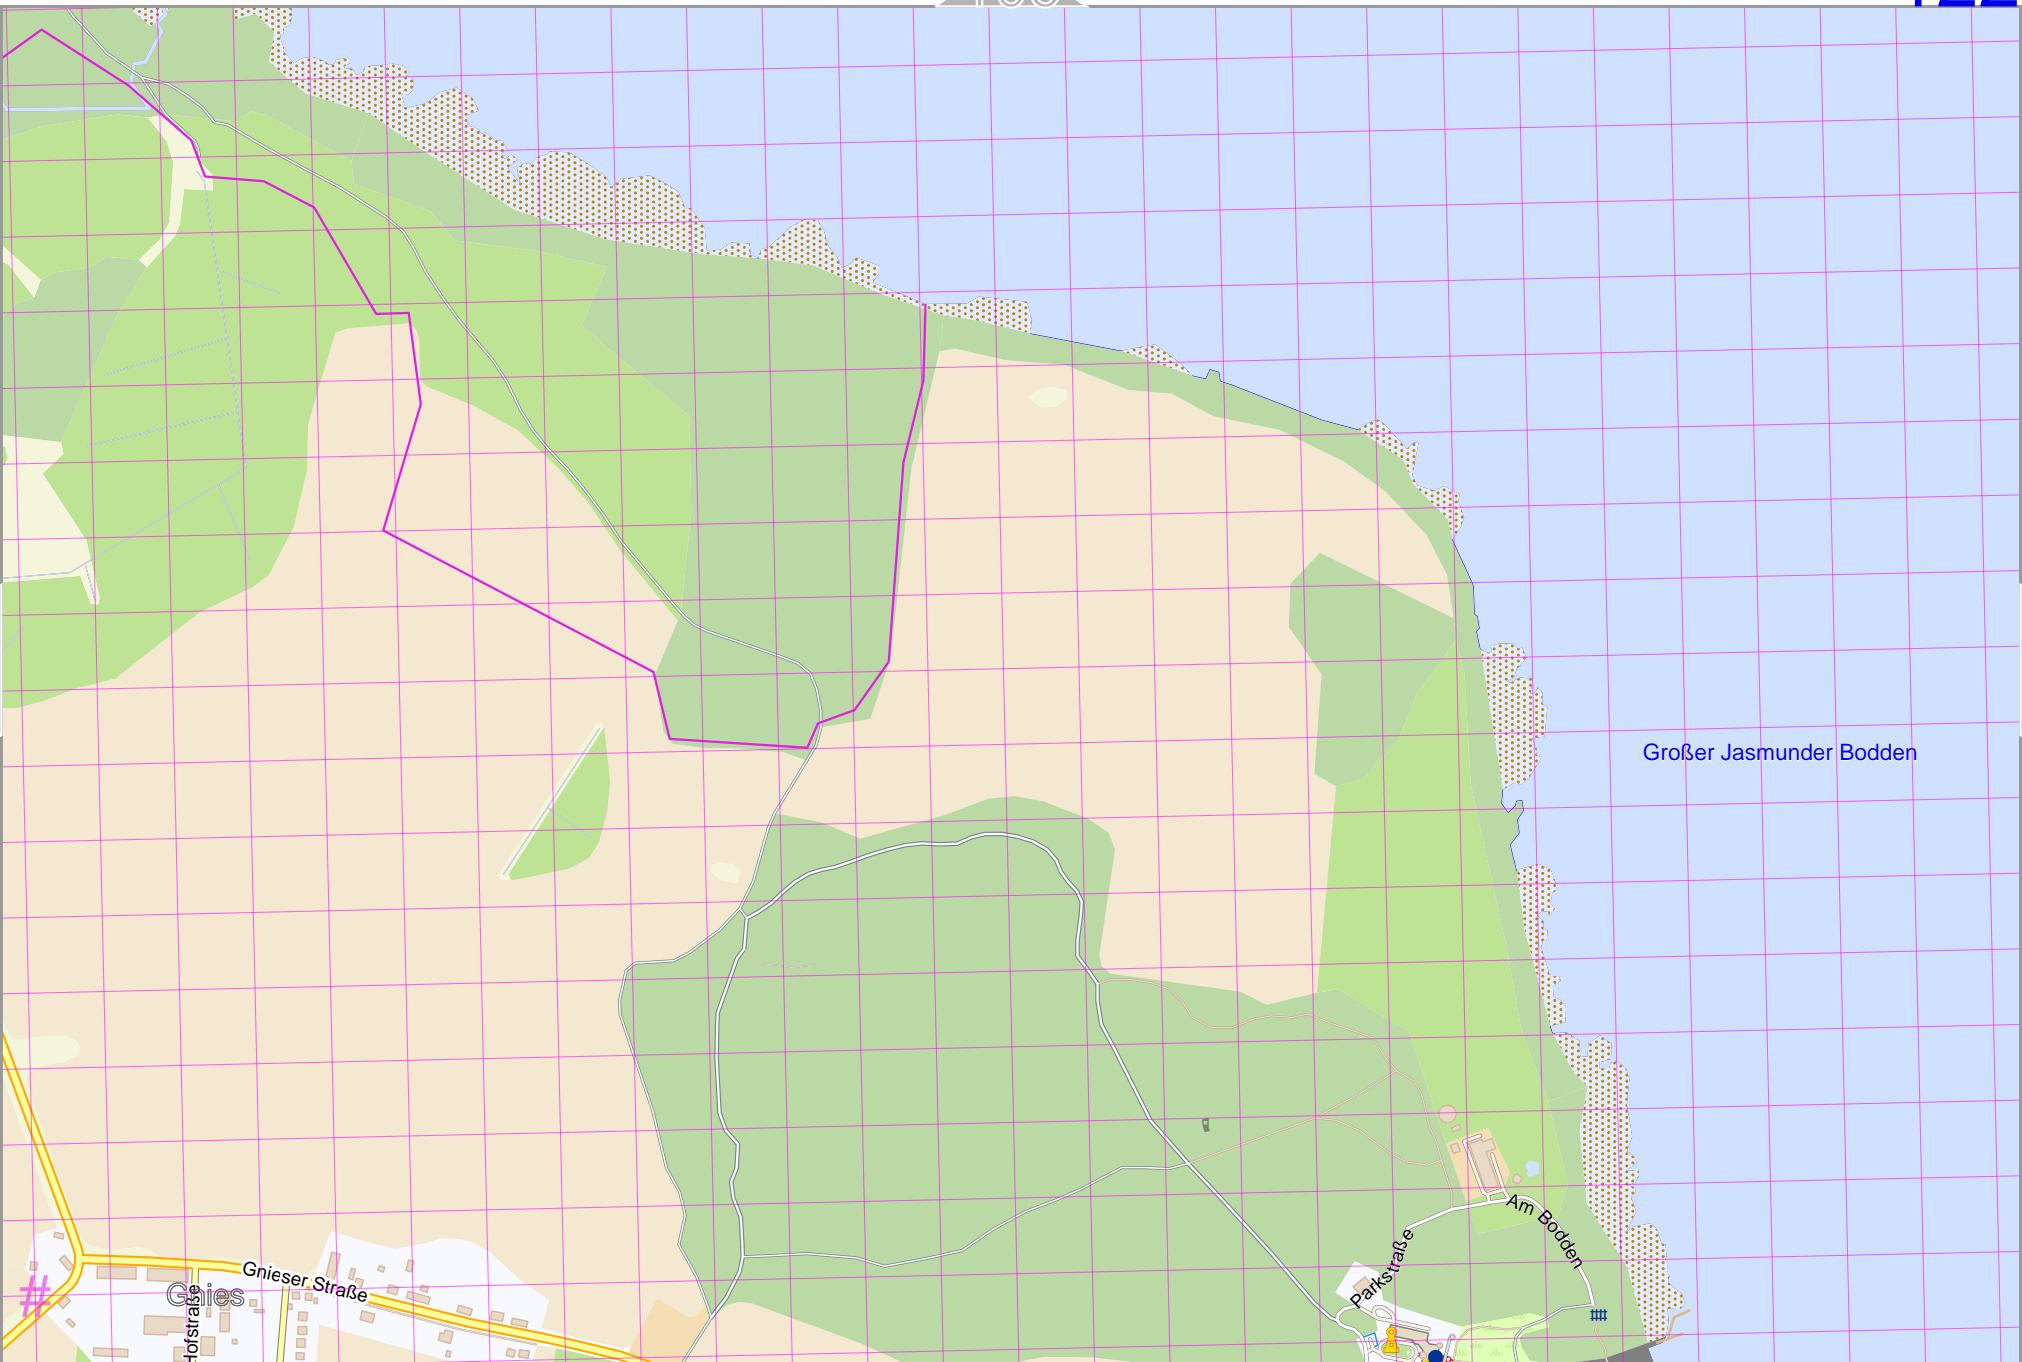 Großer Jasmunder Bodden
Am Bodden
Parkstraße
Gnieser Straße
Gnies
Hofstraße
#